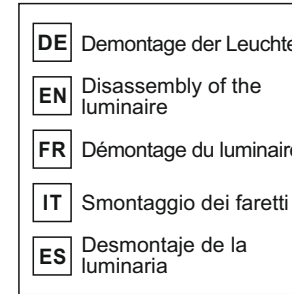 DE Demontage der Leuchte
EN Disassembly of the
luminaire
FR Démontage du luminaire
IT Smontaggio dei faretti
ES Desmontaje de la
luminaria